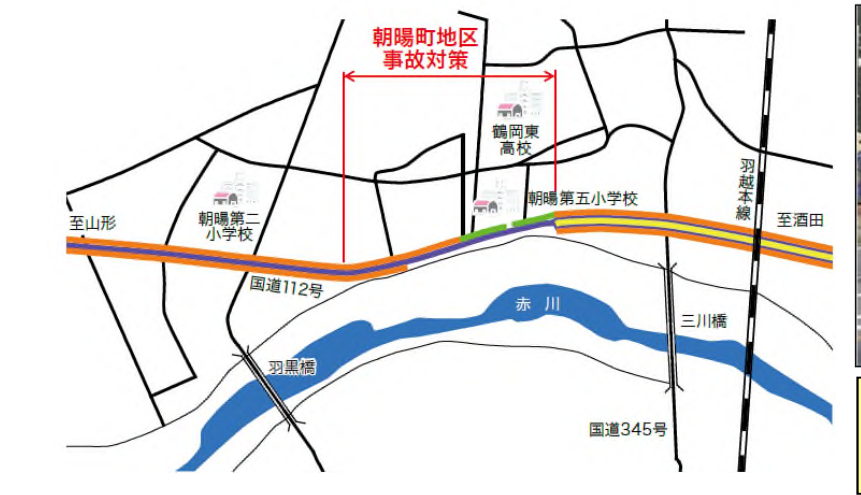 朝暘町地区
事故対策
鶴岡東
高校
羽越本線
朝暘第二
小学校
朝暘第五小学校
至山形
至酒田
国道112号
赤川
三川橋
羽黒橋
国道345号